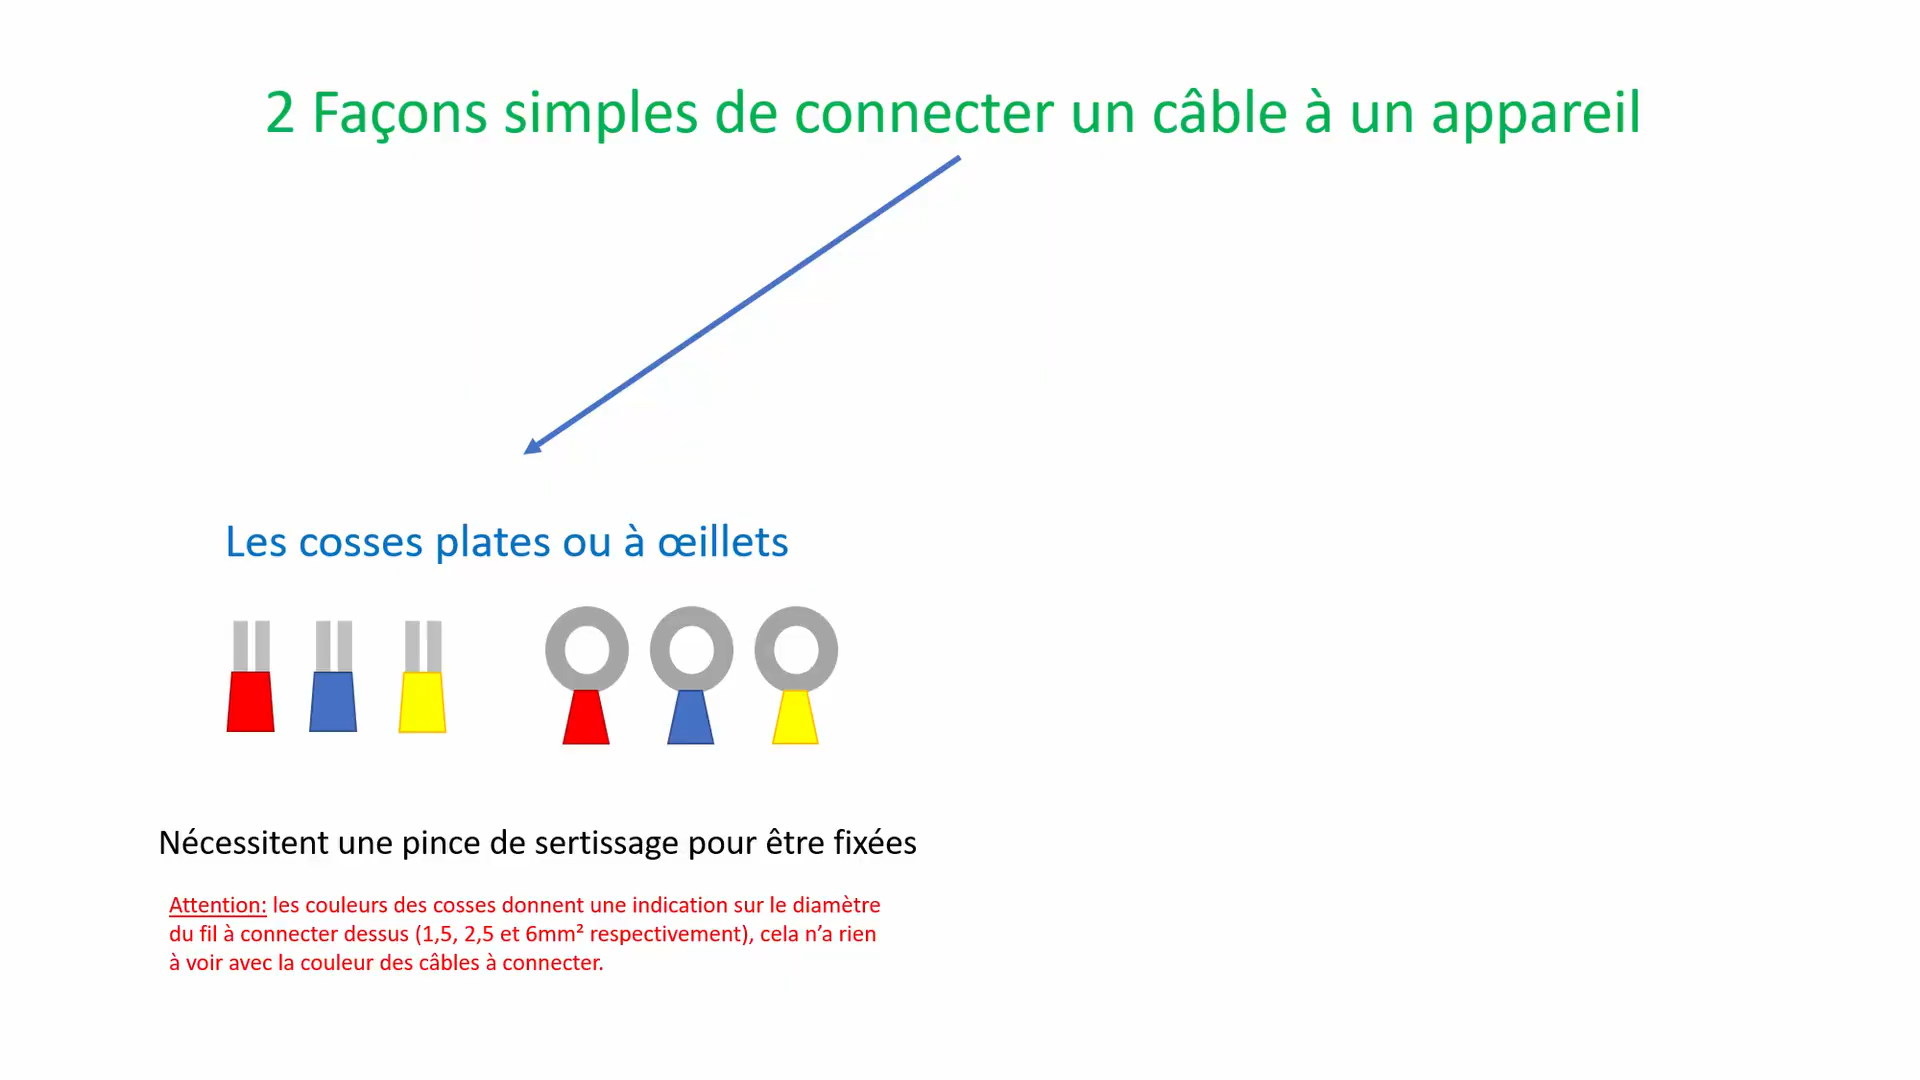 2 Façons simples de connecter un câble à un appareil
Les cosses plates ou à œillets
Nécessitent une pince de sertissage pour être fixées
Attention: les couleurs des cosses donnent une indication sur le diamètre
du fil à connecter dessus (1,5, 2,5 et 6mm² respectivement), cela n’a rien
à voir avec la couleur des câbles à connecter.